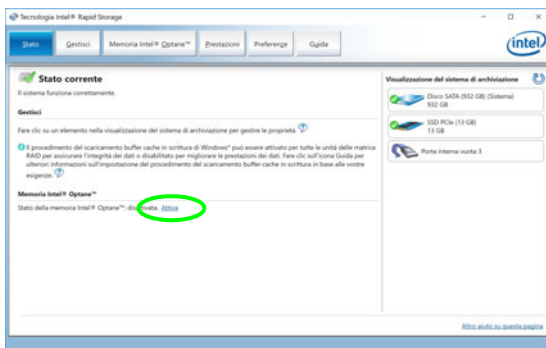 Tecnologia Intel® Rapid Storage
Stato
Gestisci
Memoria Intel® Optane™
Prestazioni
Preferenze
Guida
intel
Stato corrente
Il sistema funziona correttamente.
Gestisci
Fare clic su un elemento nella visualizzazione del sistema di archiviazione per gestire le proprietà.
Il procedimento del scaricamento buffer cache in scrittura di Windows* può essere attivato per tutte le unità delle matrice
RAID per assicurare l'integrità dei dati o disabilitato per migliorare le prestazioni dei dati. Fare clic sull'icona Guida per
ulteriori informazioni sull'impostazione del procedimento del scaricamento buffer cache in scrittura in base alle vostre
esigenze.
Memoria Intel® Optane™
Stato della memoria Intel® Optane™: disattivata. Attiva
Visualizzazione del sistema di archiviazione
Disco SATA (932 GB) (Sistema)
932 GB
SSD PCIe (13 GB)
13 GB
Porta interna vuota 3
Altro aiuto su questa pagina